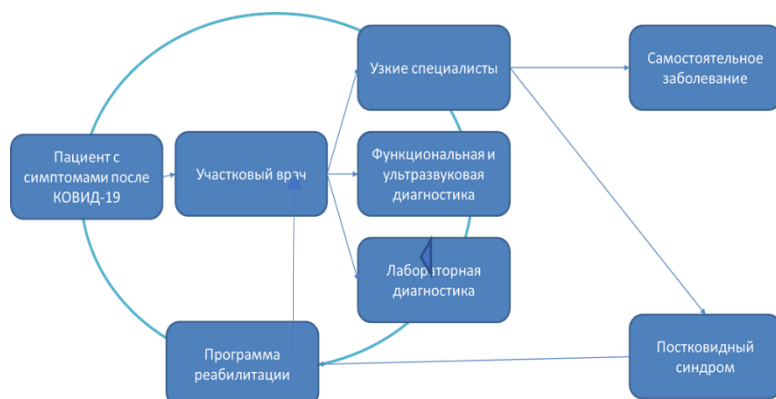 Узкие специалисты
Самостоятельное
заболевание
Пациент с
симптомами после
КОВИД-19
Участковый врач
Функциональная и
ультразвуковая
диагностика
Лабораторная
диагностика
Программа
реабилитации
Постковидный
синдром